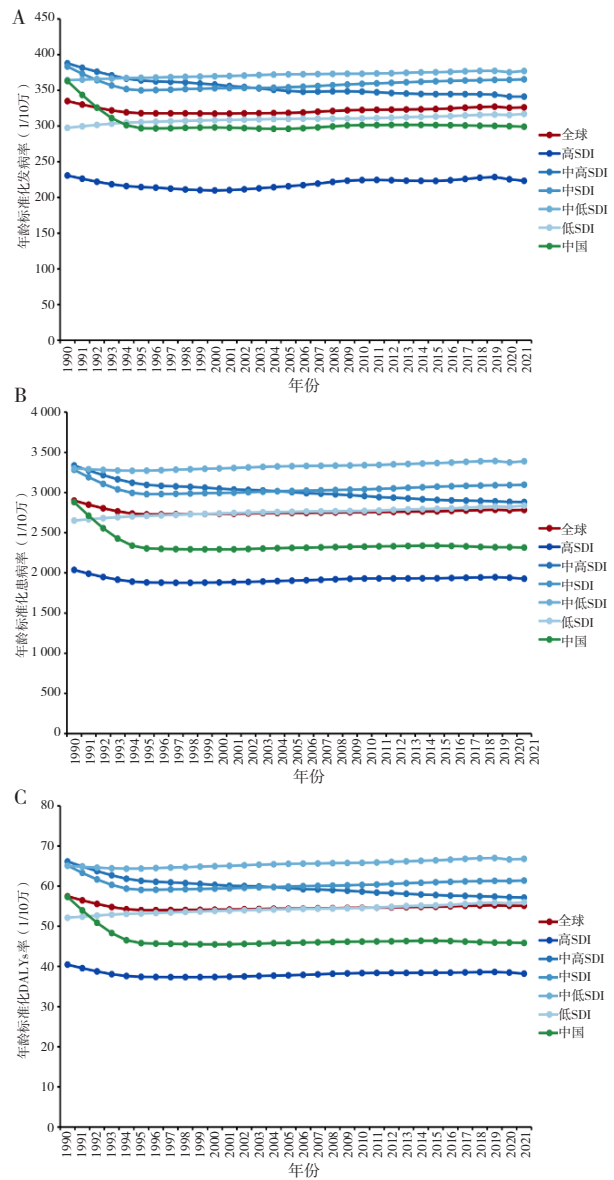 A
年龄标准化发病率（1/10万）
450
400
350
300
250
200
150
100
50
0
1990 1991 1992 1993 1994 1995 1996 1997 1998 1999 2000 2001 2002 2003 2004 2005 2006 2007 2008 2009 2010 2011 2012 2013 2014 2015 2016 2017 2018 2019 2020 2021
年份
全球
高SDI
中高SDI
中SDI
中低SDI
低SDI
中国
B
年龄标准化患病率（1/10万）
4 000
3 500
3 000
2 500
2 000
1 500
1 000
500
0
1990 1991 1992 1993 1994 1995 1996 1997 1998 1999 2000 2001 2002 2003 2004 2005 2006 2007 2008 2009 2010 2011 2012 2013 2014 2015 2016 2017 2018 2019 2020 2021
年份
全球
高SDI
中高SDI
中SDI
中低SDI
低SDI
中国
C
年龄标准化DALYs率（1/10万）
80
70
60
50
40
30
20
10
0
1990 1991 1992 1993 1994 1995 1996 1997 1998 1999 2000 2001 2002 2003 2004 2005 2006 2007 2008 2009 2010 2011 2012 2013 2014 2015 2016 2017 2018 2019 2020 2021
年份
全球
高SDI
中高SDI
中SDI
中低SDI
低SDI
中国